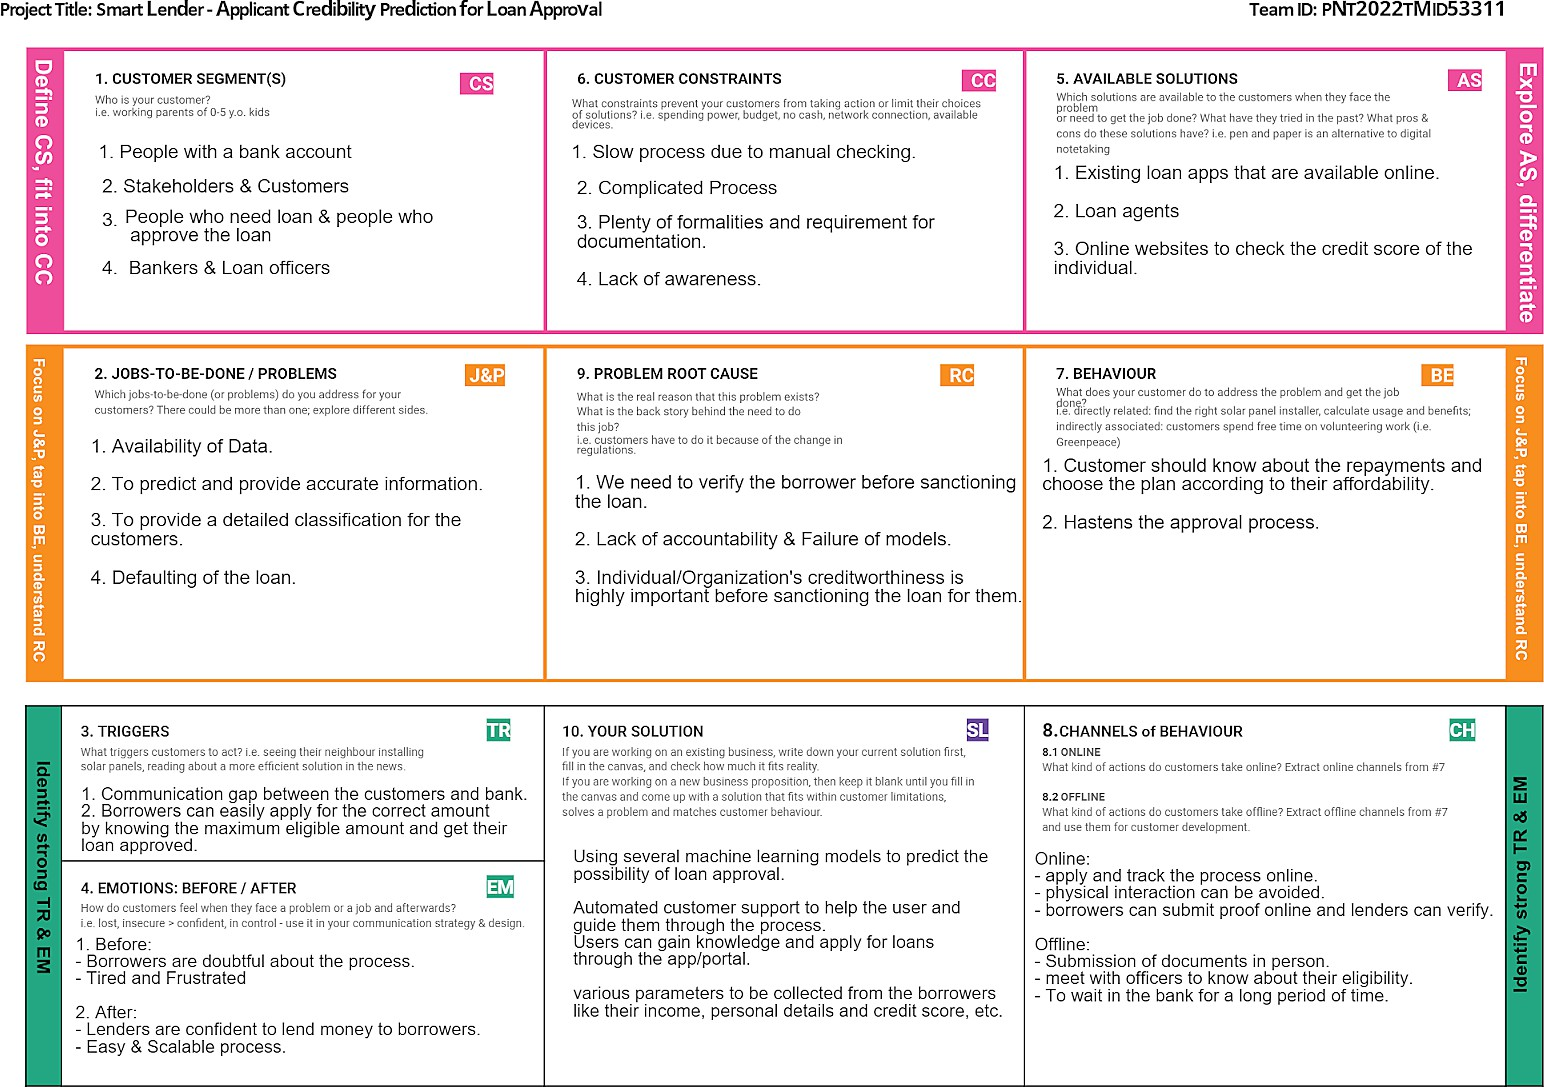 Project Title: Smart Lender - Applicant Credibility Prediction for Loan Approval
Team ID: PNT2022TMID53311
Define CS, fit into CC
1. CUSTOMER SEGMENT(S)
CS
Who is your customer?
i.e. working parents of 0-5 y.o. kids
1. People with a bank account
2. Stakeholders & Customers
3. People who need loan & people who
approve the loan
4. Bankers & Loan officers
6. CUSTOMER CONSTRAINTS
CC
What constraints prevent your customers from taking action or limit their choices
of solutions? i.e. spending power, budget, no cash, network connection, available
devices.
1. Slow process due to manual checking.
2. Complicated Process
3. Plenty of formalities and requirement for
documentation.
4. Lack of awareness.
5. AVAILABLE SOLUTIONS
AS
Which solutions are available to the customers when they face the
problem
or need to get the job done? What have they tried in the past? What pros &
cons do these solutions have? i.e. pen and paper is an alternative to digital
notetaking
1. Existing loan apps that are available online.
2. Loan agents
3. Online websites to check the credit score of the
individual.
Explore AS, differentiate
Focus on J&P, tap into BE, understand RC
2. JOBS-TO-BE-DONE / PROBLEMS
J&P
Which jobs-to-be-done (or problems) do you address for your
customers? There could be more than one; explore different sides.
1. Availability of Data.
2. To predict and provide accurate information.
3. To provide a detailed classification for the
customers.
4. Defaulting of the loan.
9. PROBLEM ROOT CAUSE
RC
What is the real reason that this problem exists?
What is the back story behind the need to do
this job?
i.e. customers have to do it because of the change in
regulations.
1. We need to verify the borrower before sanctioning
the loan.
2. Lack of accountability & Failure of models.
3. Individual/Organization's creditworthiness is
highly important before sanctioning the loan for them.
7. BEHAVIOUR
BE
What does your customer do to address the problem and get the job
done?
i.e. directly related: find the right solar panel installer, calculate usage and benefits;
indirectly associated: customers spend free time on volunteering work (i.e.
Greenpeace)
1. Customer should know about the repayments and
choose the plan according to their affordability.
2. Hastens the approval process.
Focus on J&P, tap into BE, understand RC
Identify strong TR & EM
3. TRIGGERS
TR
What triggers customers to act? i.e. seeing their neighbour installing
solar panels, reading about a more efficient solution in the news.
1. Communication gap between the customers and bank.
2. Borrowers can easily apply for the correct amount
by knowing the maximum eligible amount and get their
loan approved.
4. EMOTIONS: BEFORE / AFTER
EM
How do customers feel when they face a problem or a job and afterwards?
i.e. lost, insecure > confident, in control - use it in your communication strategy & design.
1. Before:
- Borrowers are doubtful about the process.
- Tired and Frustrated
2. After:
- Lenders are confident to lend money to borrowers.
- Easy & Scalable process.
10. YOUR SOLUTION
SL
If you are working on an existing business, write down your current solution first,
fill in the canvas, and check how much it fits reality.
If you are working on a new business proposition, then keep it blank until you fill in
the canvas and come up with a solution that fits within customer limitations,
solves a problem and matches customer behaviour.
Using several machine learning models to predict the
possibility of loan approval.
Automated customer support to help the user and
guide them through the process.
Users can gain knowledge and apply for loans
through the app/portal.
various parameters to be collected from the borrowers
like their income, personal details and credit score, etc.
8.CHANNELS of BEHAVIOUR
CH
8.1 ONLINE
What kind of actions do customers take online? Extract online channels from #7
8.2 OFFLINE
What kind of actions do customers take offline? Extract offline channels from #7
and use them for customer development.
Online:
- apply and track the process online.
- physical interaction can be avoided.
- borrowers can submit proof online and lenders can verify.
Offline:
- Submission of documents in person.
- meet with officers to know about their eligibility.
- To wait in the bank for a long period of time.
Identify strong TR & EM